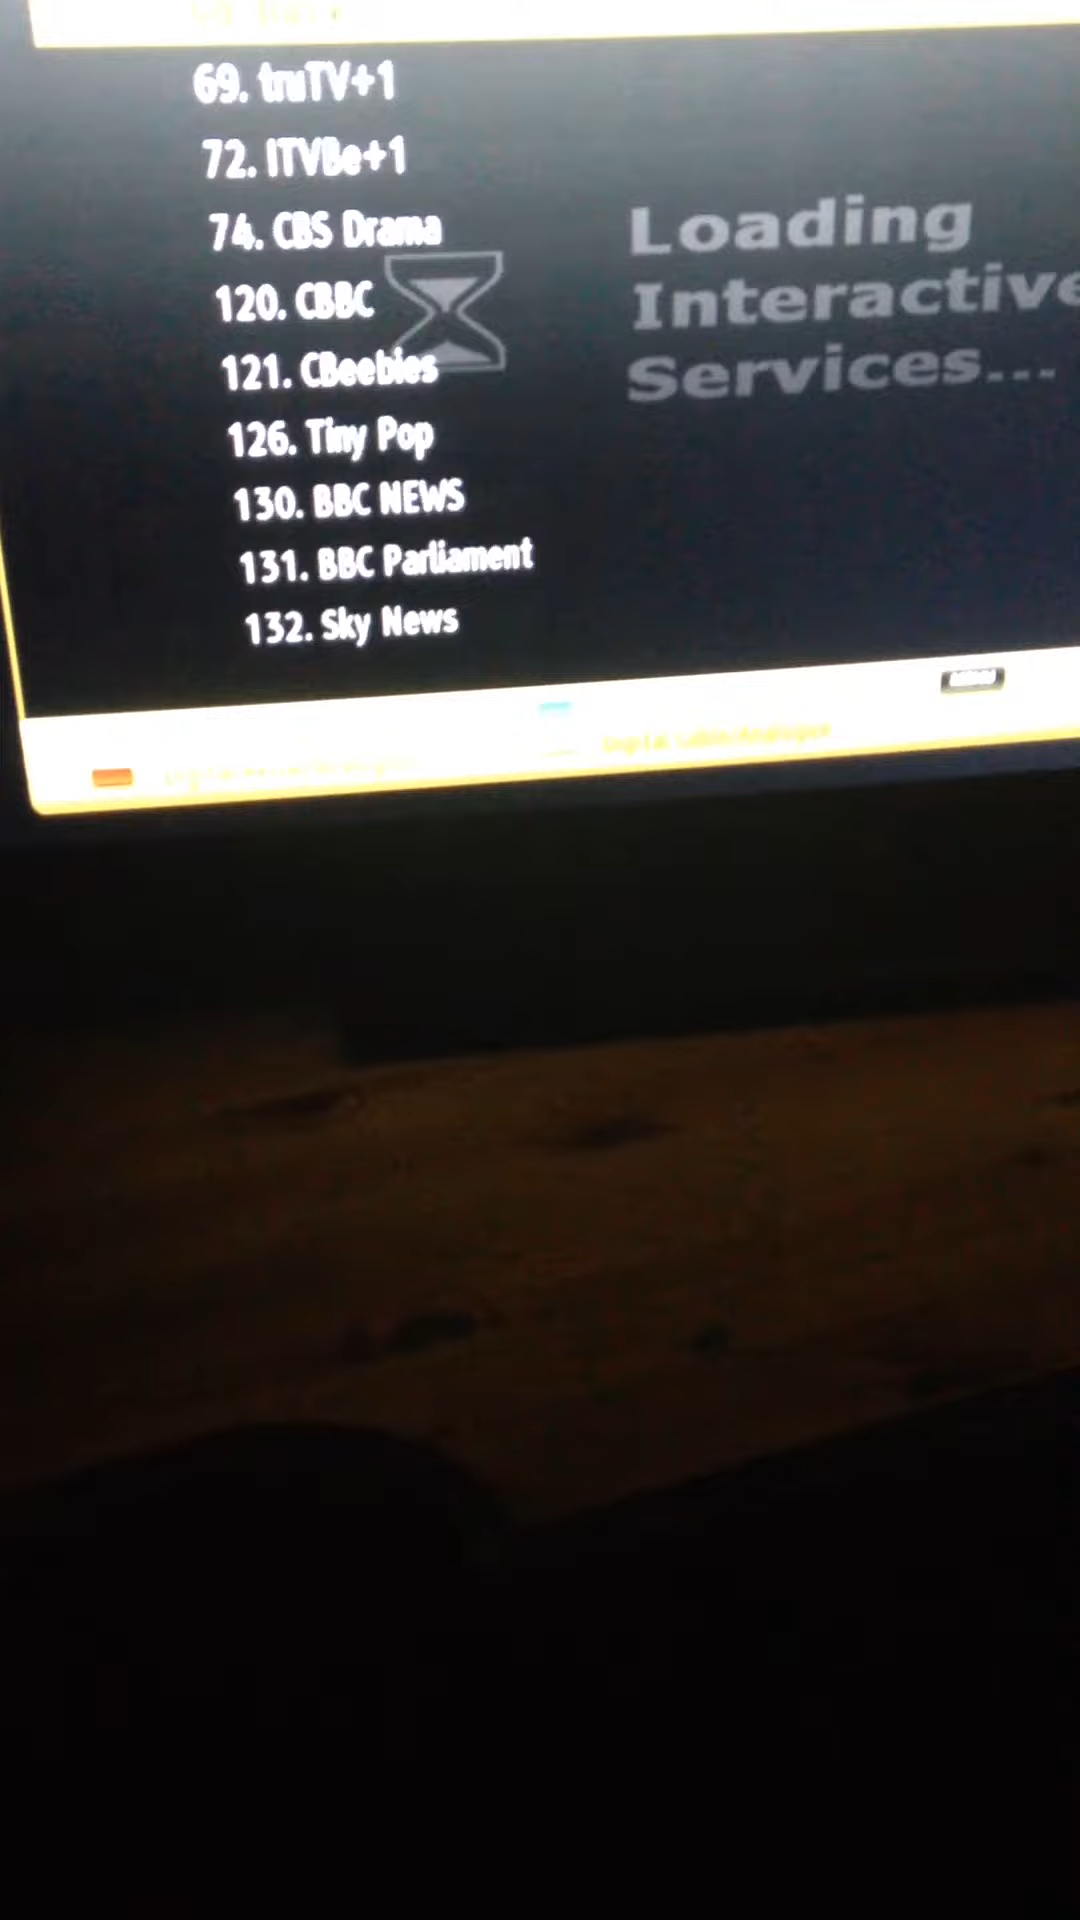 69. truTV+1
72. ITVBe+1
74. CBS Drama
120. CBBC
121. CBeebies
126. Tiny Pop
130. BBC NEWS
131. BBC Parliament
132. Sky News
Loading
Interactive
Services...